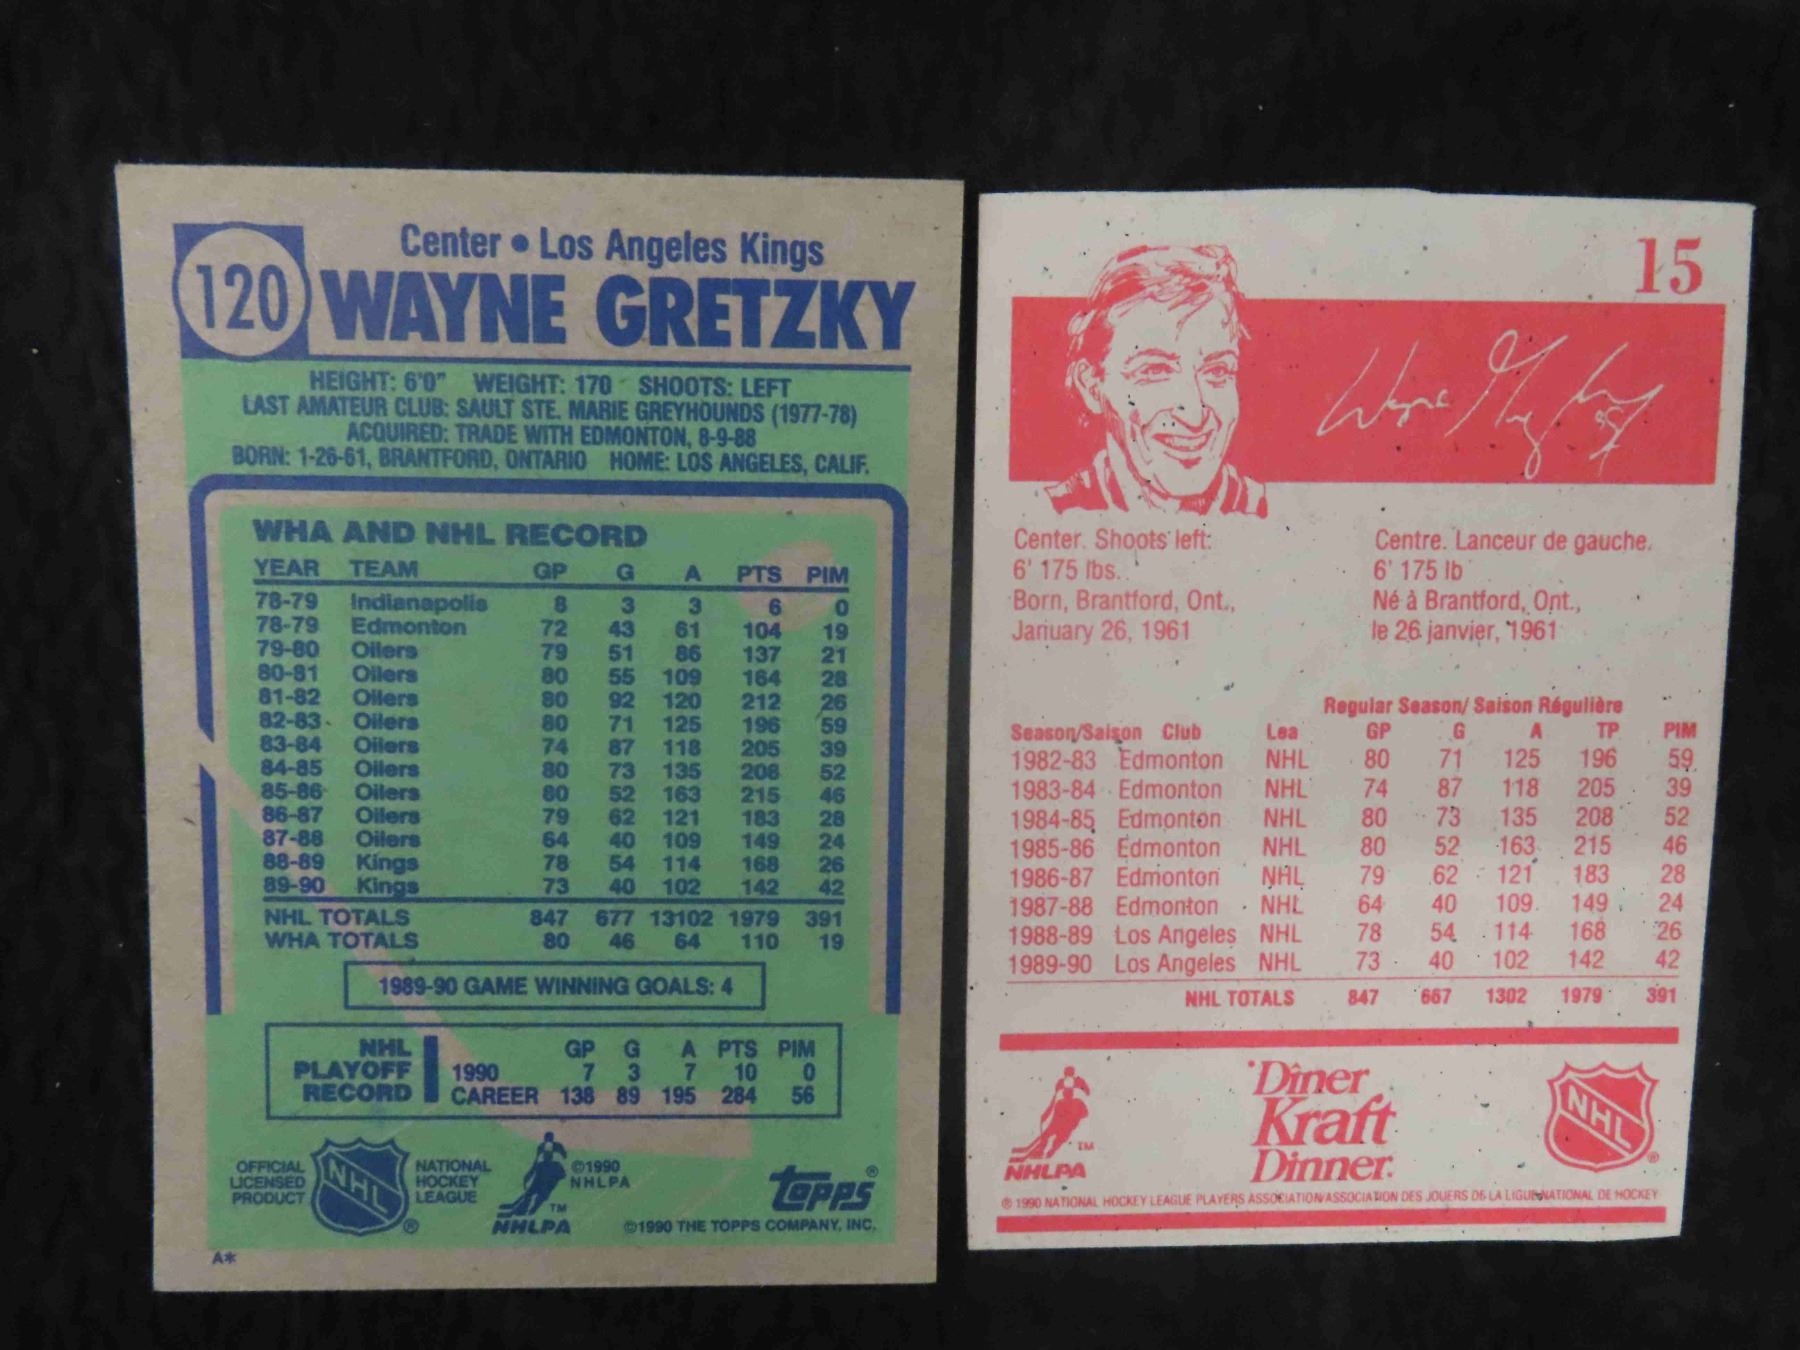 120
Center • Los Angeles Kings
WAYNE GRETZKY
HEIGHT: 6'0" WEIGHT: 170 SHOOTS: LEFT
LAST AMATEUR CLUB: SAULT STE. MARIE GREYHOUNDS (1977-78)
ACQUIRED: TRADE WITH EDMONTON, 8-9-88
BORN: 1-26-61, BRANTFORD, ONTARIO HOME: LOS ANGELES, CALIF.
WHA AND NHL RECORD
YEAR TEAM GP G A PTS PIM
78-79 Indianapolis 8 3 3 6 0
78-79 Edmonton 72 43 61 104 19
79-80 Oilers 79 51 86 137 21
80-81 Oilers 80 55 109 164 28
81-82 Oilers 80 92 120 212 26
82-83 Oilers 80 71 125 196 59
83-84 Oilers 74 87 118 205 39
84-85 Oilers 80 73 135 208 52
85-86 Oilers 80 52 163 215 46
86-87 Oilers 79 62 121 183 28
87-88 Oilers 64 40 109 149 24
88-89 Kings 78 54 114 168 26
89-90 Kings 73 40 102 142 42
NHL TOTALS 847 677 13102 1979 391
WHA TOTALS 80 46 64 110 19
1989-90 GAME WINNING GOALS: 4
NHL PLAYOFF RECORD
GP G A PTS PIM
1990 7 3 7 10 0
CAREER 138 89 195 284 56
OFFICIAL LICENSED PRODUCT
NHL ®
NATIONAL HOCKEY LEAGUE
NHLPA ™
©1990 NHLPA
topps ®
©1990 THE TOPPS COMPANY, INC.
A*
15
Wayne Gretzky 99
Center. Shoots left.
6' 175 lbs.
Born, Brantford, Ont.,
January 26, 1961
Centre. Lanceur de gauche.
6' 175 lb
Né à Brantford, Ont.,
le 26 janvier, 1961
Regular Season/ Saison Régulière
Season/Saison Club Lea GP G A TP PIM
1982-83 Edmonton NHL 80 71 125 196 59
1983-84 Edmonton NHL 74 87 118 205 39
1984-85 Edmonton NHL 80 73 135 208 52
1985-86 Edmonton NHL 80 52 163 215 46
1986-87 Edmonton NHL 79 62 121 183 28
1987-88 Edmonton NHL 64 40 109 149 24
1988-89 Los Angeles NHL 78 54 114 168 26
1989-90 Los Angeles NHL 73 40 102 142 42
NHL TOTALS 847 667 1302 1979 391
NHLPA ™
Dîner
Kraft
Dinner.
NHL ®
© 1990 NATIONAL HOCKEY LEAGUE PLAYERS ASSOCIATION/ASSOCIATION DES JOUERS DE LA LIGUE NATIONAL DE HOCKEY